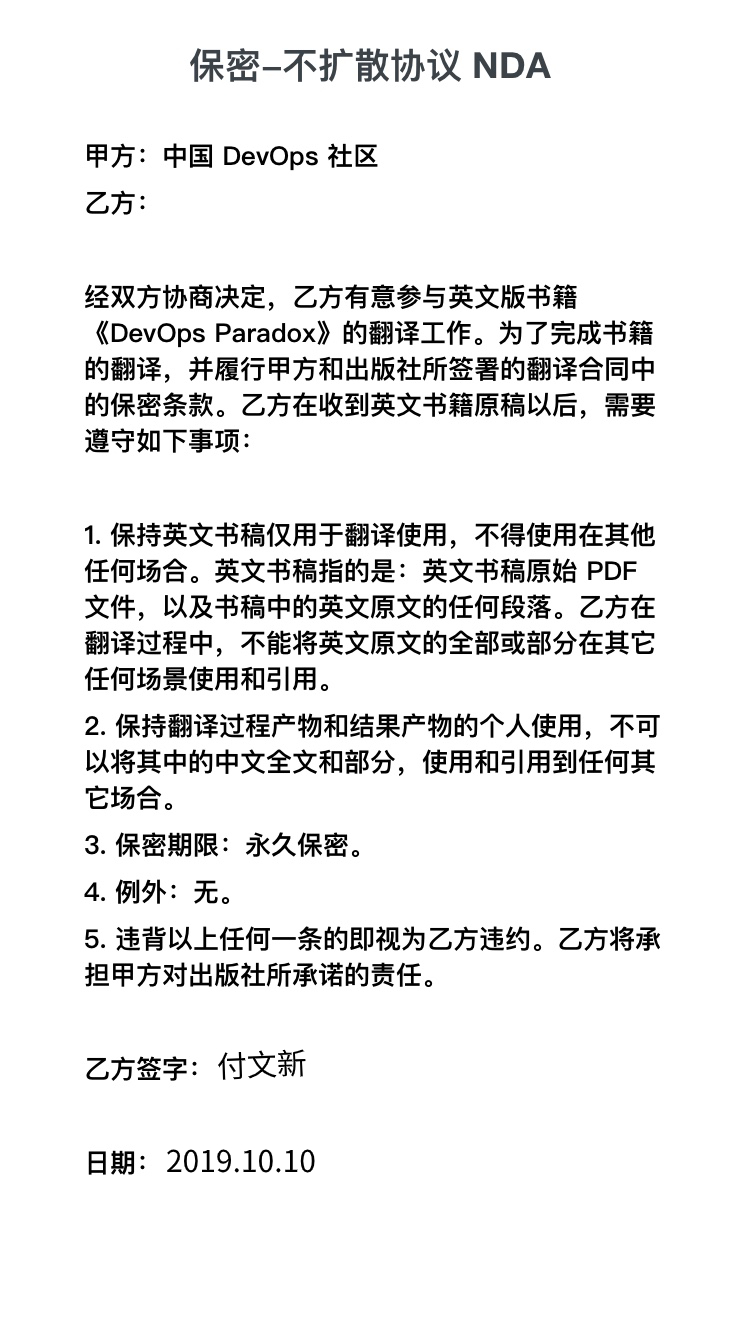 保密–不扩散协议 NDA
甲方：中国 DevOps 社区
乙方：
经双方协商决定，乙方有意参与英文版书籍
《DevOps Paradox》的翻译工作。为了完成书籍
的翻译，并履行甲方和出版社所签署的翻译合同中
的保密条款。乙方在收到英文书籍原稿以后，需要
遵守如下事项：
1. 保持英文书稿仅用于翻译使用，不得使用在其他
任何场合。英文书稿指的是：英文书稿原始 PDF
文件，以及书稿中的英文原文的任何段落。乙方在
翻译过程中，不能将英文原文的全部或部分在其它
任何场景使用和引用。
2. 保持翻译过程产物和结果产物的个人使用，不可
以将其中的中文全文和部分，使用和引用到任何其
它场合。
3. 保密期限：永久保密。
4. 例外：无。
5. 违背以上任何一条的即视为乙方违约。乙方将承
担甲方对出版社所承诺的责任。
乙方签字：付文新
日期：2019.10.10